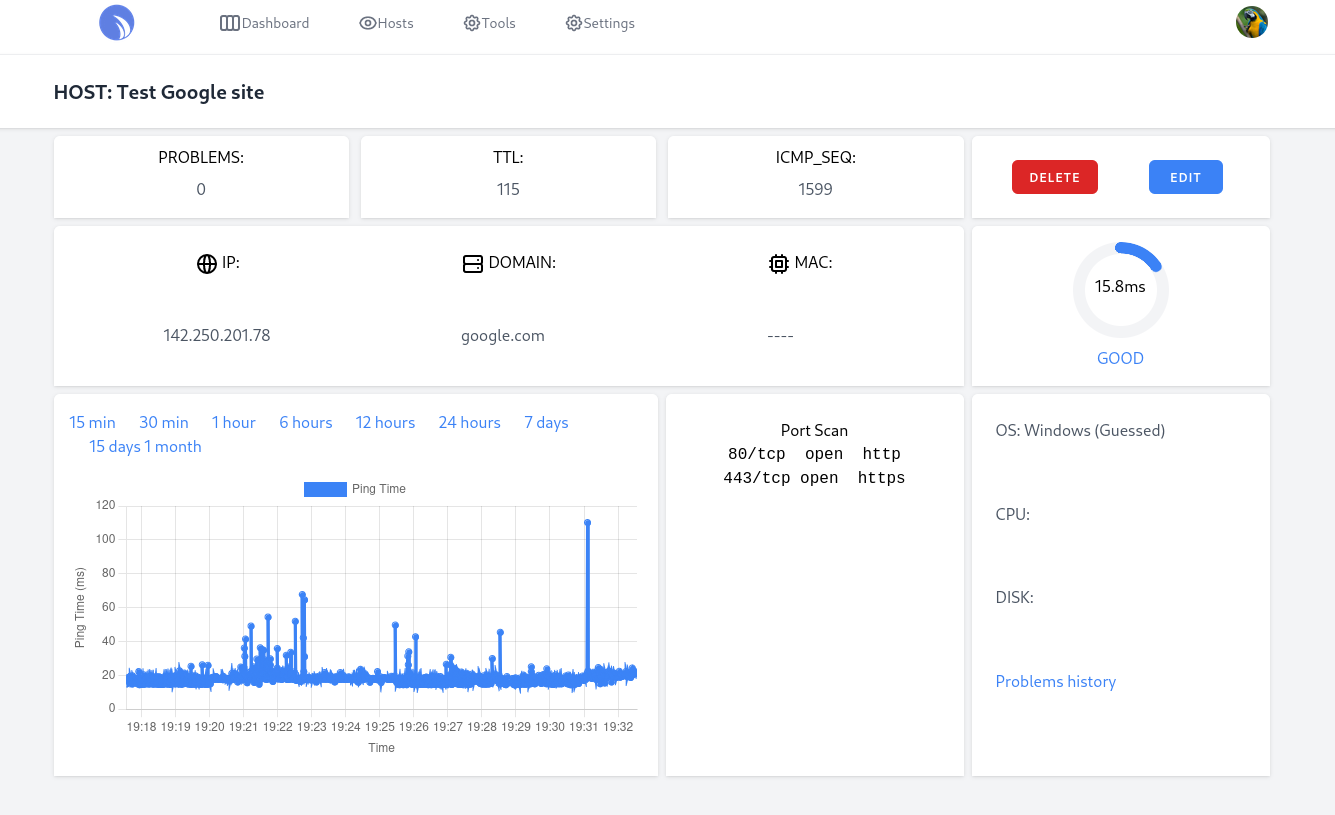 Dashboard Hosts Tools Settings
HOST: Test Google site
PROBLEMS:
0
TTL:
115
ICMP_SEQ:
1599
DELETE EDIT
IP:
142.250.201.78
DOMAIN:
google.com
MAC:
----
15.8ms
GOOD
15 min 30 min 1 hour 6 hours 12 hours 24 hours 7 days
15 days 1 month
Ping Time
Ping Time (ms)
120
100
80
60
40
20
0
19:18 19:19 19:20 19:21 19:22 19:23 19:24 19:25 19:26 19:27 19:28 19:29 19:30 19:31 19:32
Time
Port Scan
80/tcp  open  http
443/tcp open  https
OS: Windows (Guessed)
CPU:
DISK:
Problems history